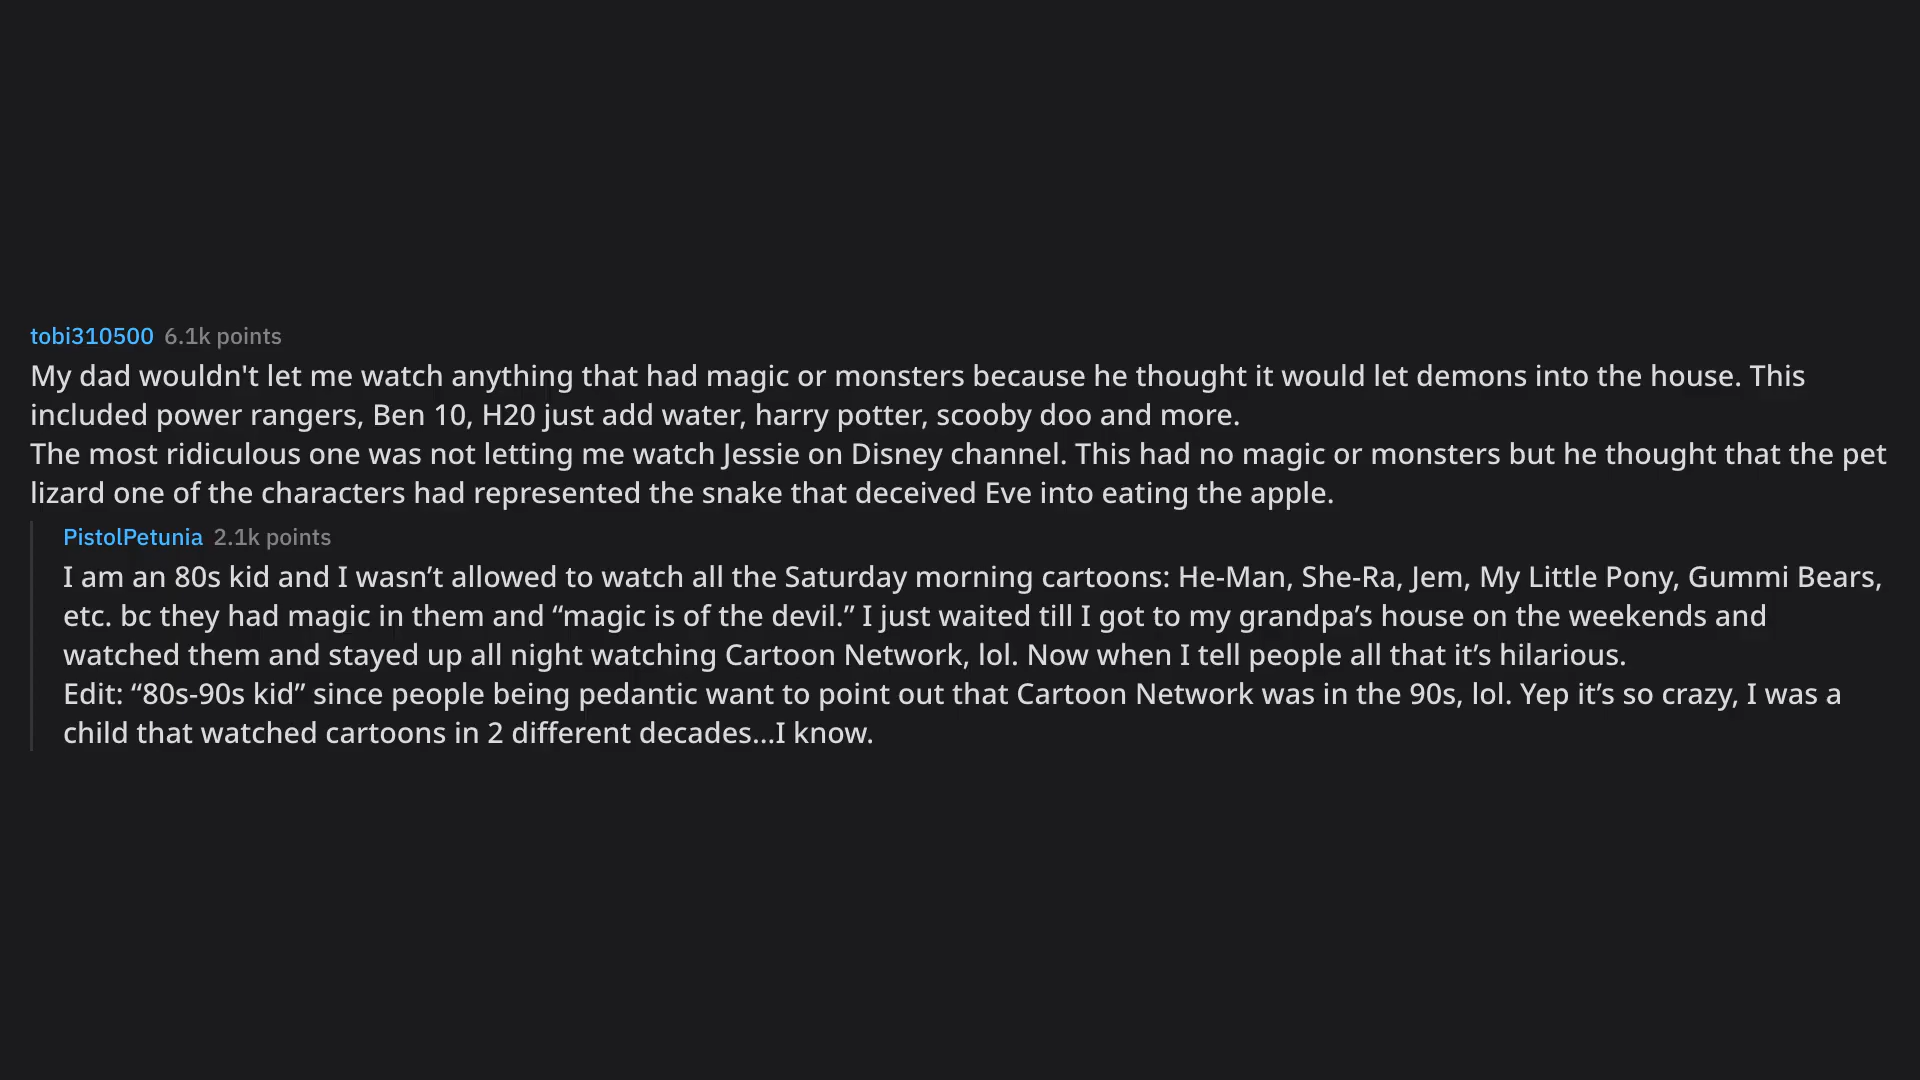 tobi310500 6.1k points
My dad wouldn't let me watch anything that had magic or monsters because he thought it would let demons into the house. This
included power rangers, Ben 10, H20 just add water, harry potter, scooby doo and more.
The most ridiculous one was not letting me watch Jessie on Disney channel. This had no magic or monsters but he thought that the pet
lizard one of the characters had represented the snake that deceived Eve into eating the apple.
PistolPetunia 2.1k points
I am an 80s kid and I wasn’t allowed to watch all the Saturday morning cartoons: He-Man, She-Ra, Jem, My Little Pony, Gummi Bears,
etc. bc they had magic in them and “magic is of the devil.” I just waited till I got to my grandpa’s house on the weekends and
watched them and stayed up all night watching Cartoon Network, lol. Now when I tell people all that it’s hilarious.
Edit: “80s-90s kid” since people being pedantic want to point out that Cartoon Network was in the 90s, lol. Yep it’s so crazy, I was a
child that watched cartoons in 2 different decades...I know.